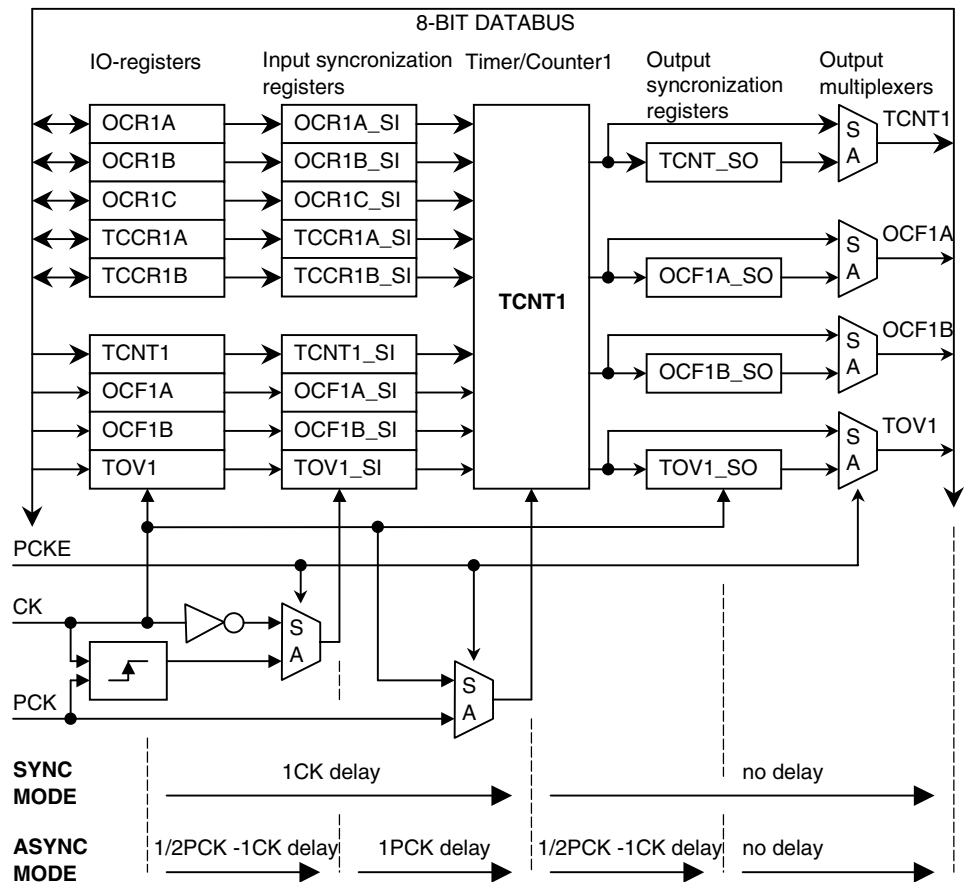 8-BIT DATABUS
IO-registers
Input syncronization
registers
Timer/Counter1
Output
syncronization
registers
Output
multiplexers
OCR1A
OCR1B
OCR1C
TCCR1A
TCCR1B
TCNT1
OCF1A
OCF1B
TOV1
OCR1A_SI
OCR1B_SI
OCR1C_SI
TCCR1A_SI
TCCR1B_SI
TCNT1_SI
OCF1A_SI
OCF1B_SI
TOV1_SI
TCNT1
TCNT_SO
OCF1A_SO
OCF1B_SO
TOV1_SO
S
A
TCNT1
S
A
OCF1A
S
A
OCF1B
S
A
TOV1
PCKE
CK
S
A
PCK
S
A
SYNC
MODE
1CK delay
no delay
ASYNC
MODE
1/2PCK -1CK delay
1PCK delay
1/2PCK -1CK delay
no delay